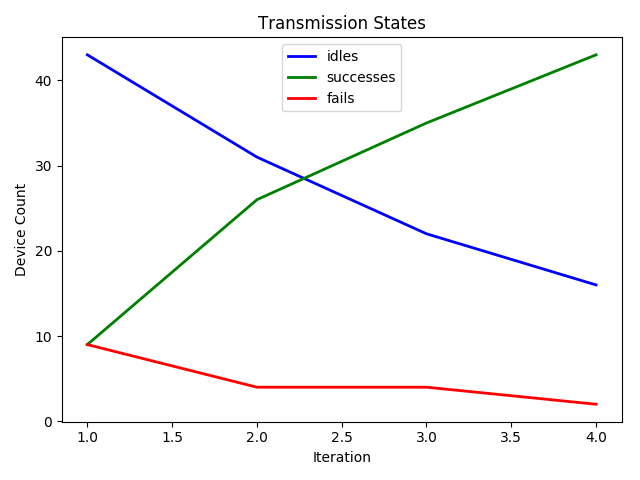 Transmission States
idles
successes
fails
Device Count
40
30
20
10
0
1.0 1.5 2.0 2.5 3.0 3.5 4.0
Iteration